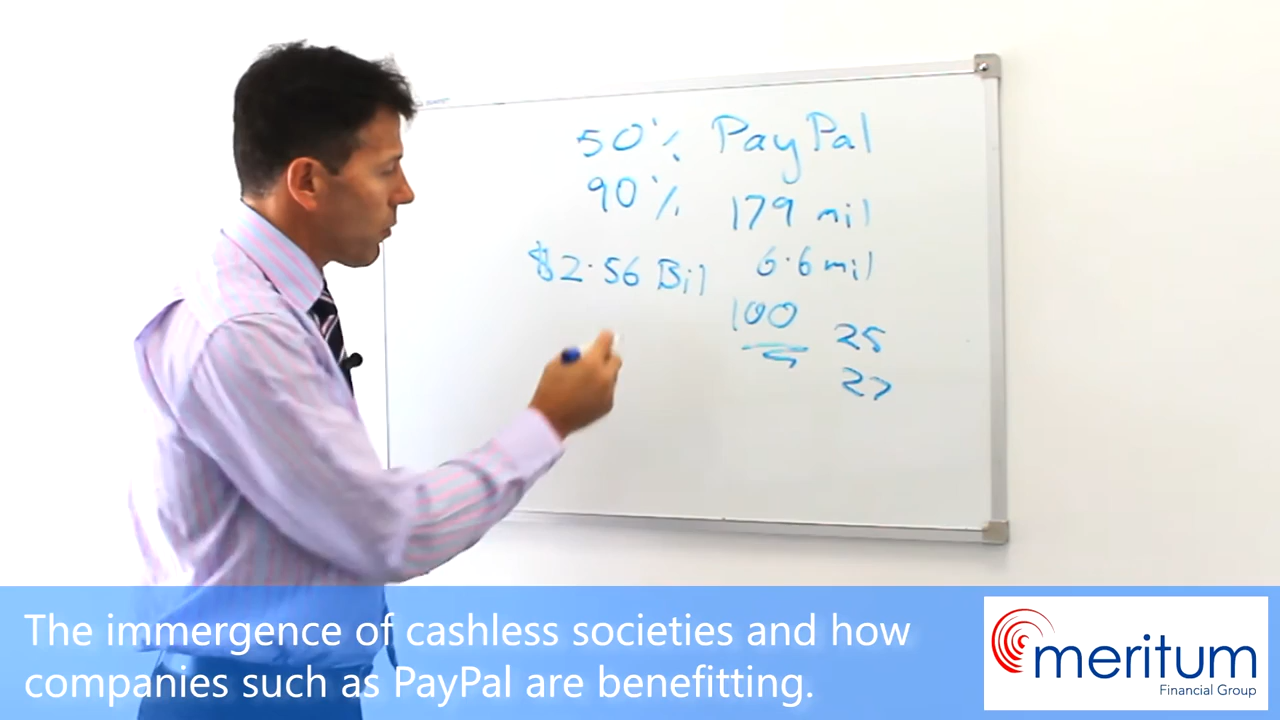 50% PayPal
90% 179 mil
$2.56 Bil 6.6 mil
100 25
27
The immergence of cashless societies and how
companies such as PayPal are benefitting.
meritum
Financial Group